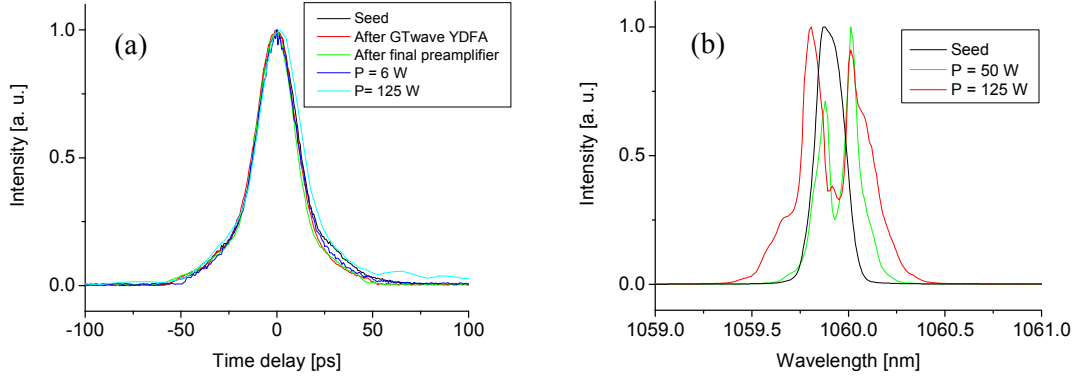 (a)
Seed
After GTwave YDFA
After final preamplifier
P = 6 W
P= 125 W
Intensity [a. u.]
1.0
0.5
0.0
-100
-50
0
50
100
Time delay [ps]
(b)
Seed
P = 50 W
P = 125 W
Intensity [a. u.]
1.0
0.5
0.0
1059.0
1059.5
1060.0
1060.5
1061.0
Wavelength [nm]